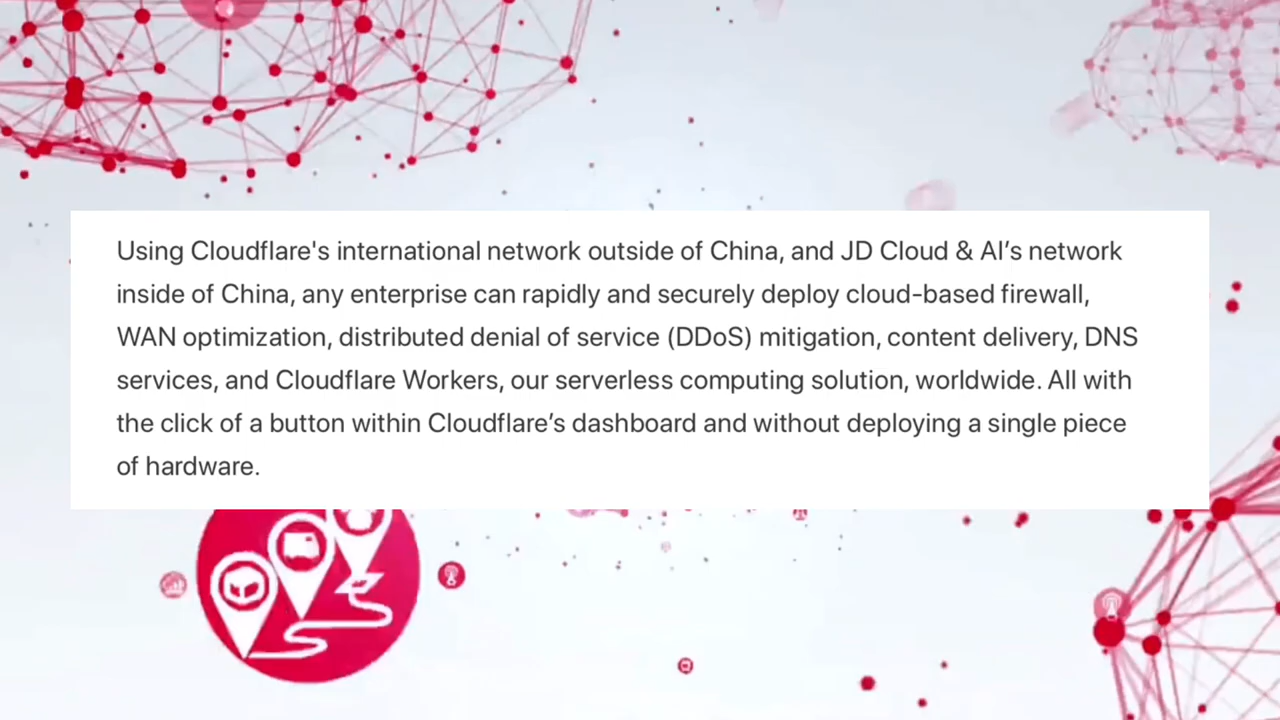 Using Cloudflare's international network outside of China, and JD Cloud & AI’s network
inside of China, any enterprise can rapidly and securely deploy cloud-based firewall,
WAN optimization, distributed denial of service (DDoS) mitigation, content delivery, DNS
services, and Cloudflare Workers, our serverless computing solution, worldwide. All with
the click of a button within Cloudflare’s dashboard and without deploying a single piece
of hardware.